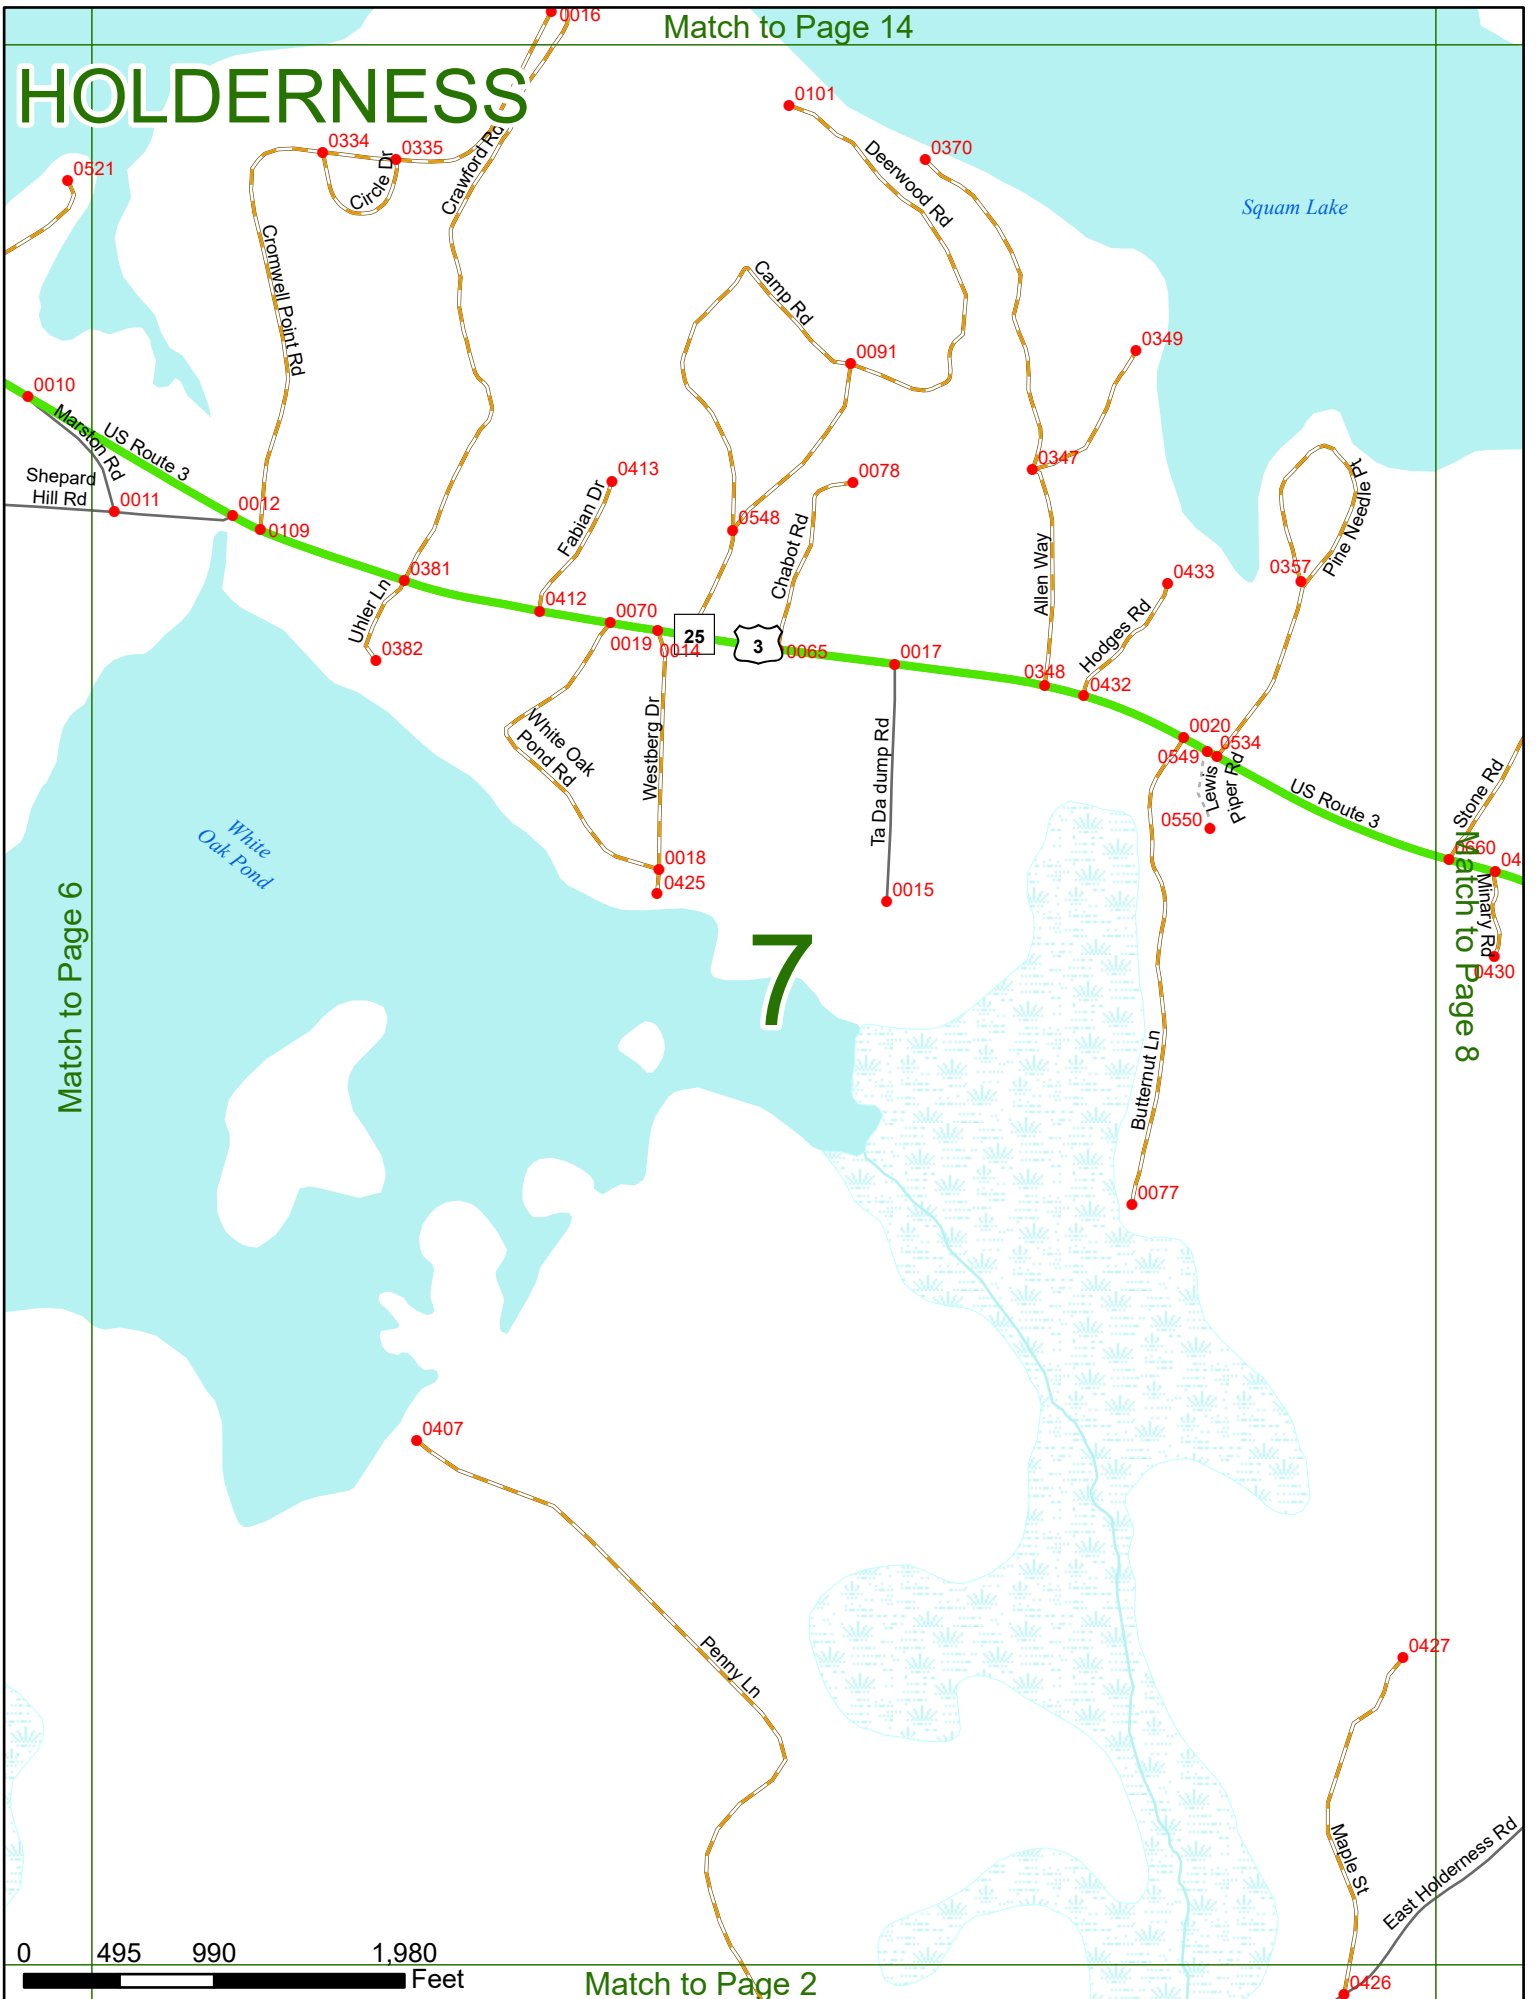 Match to Page 14
HOLDERNESS
0016
0101
0334
0335
0370
0521
Circle Dr
Crawford Rd
Deerwood Rd
Squam Lake
Cromwell Point Rd
Camp Rd
0349
0091
0010
Marston Rd
US Route 3
Shepard
Hill Rd
0011
0012
0109
0413
Fabian Dr
0078
0347
0548
Chabot Rd
Pine Needle Pt
0357
0381
Uhler Ln
0382
0412
0070
0019
0014
25
3
0065
0017
Allen Way
0433
Hodges Rd
0348
0432
0020
0534
0549
Lewis
Piper Rd
0550
US Route 3
Stone Rd
0660
04
Minary Rd
0430
White Oak
Pond Rd
Westberg Dr
Ta Da dump Rd
0018
0425
0015
White
Oak Pond
Match to Page 6
7
Match to Page 8
Butternut Ln
0077
0407
Penny Ln
0427
Maple St
East Holderness Rd
0426
0 495 990 1,980
Feet
Match to Page 2